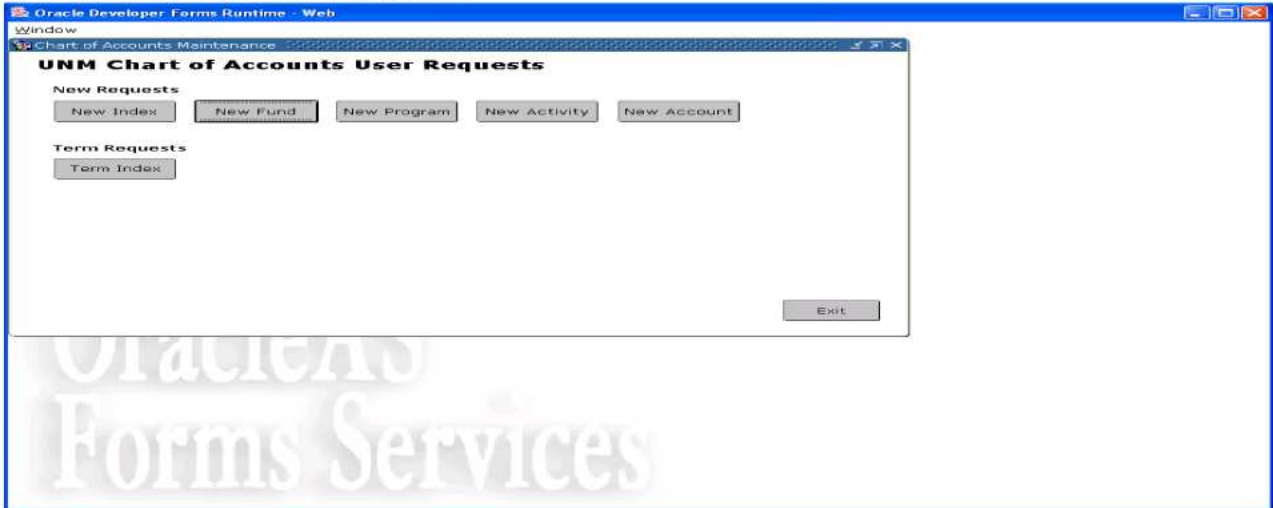 Oracle Developer Forms Runtime - Web
Window
Chart of Accounts Maintenance
UNM Chart of Accounts User Requests
New Requests
New Index New Fund New Program New Activity New Account
Term Requests
Term Index
Exit
OracleAS
Forms Services